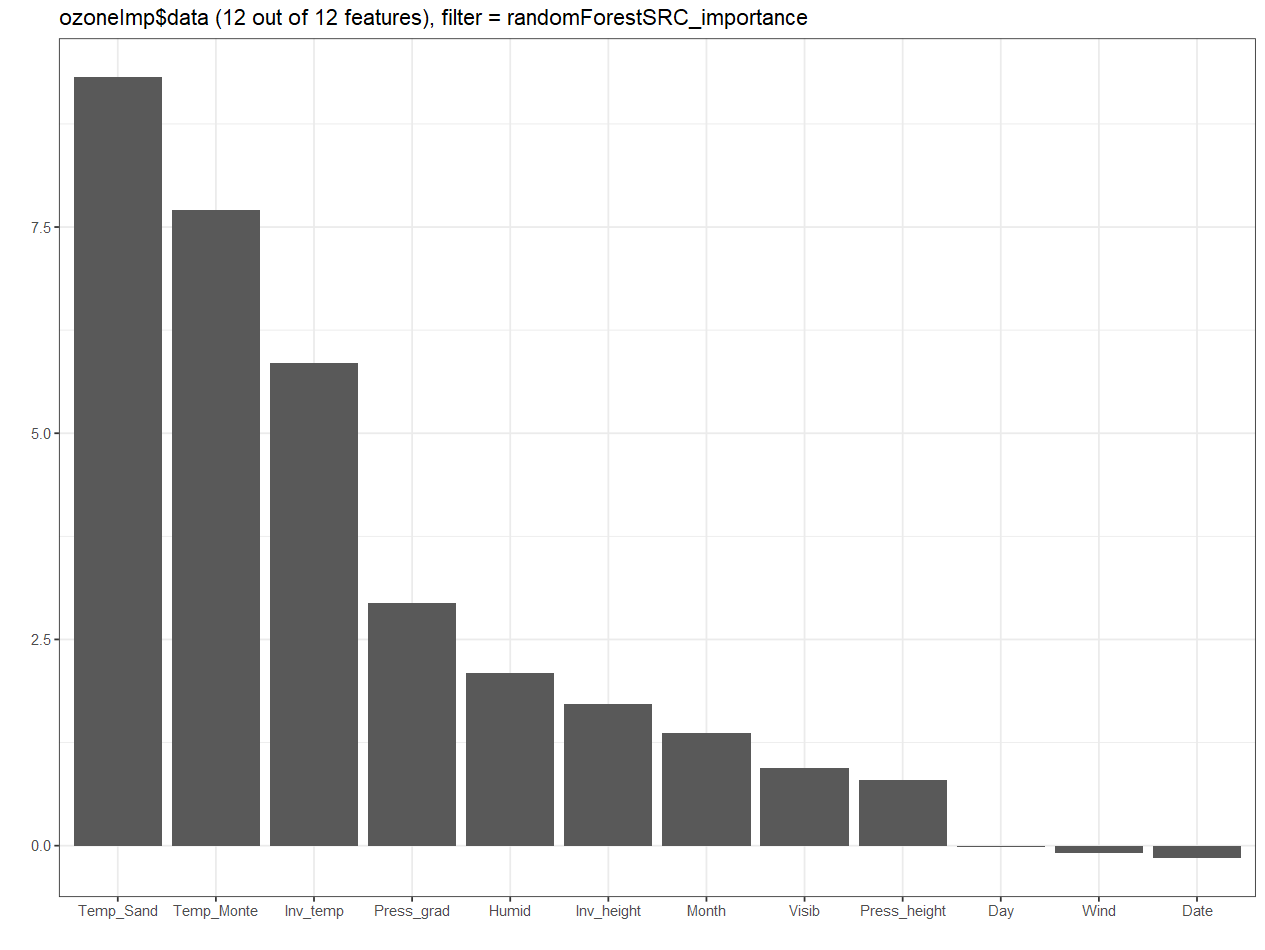 ozoneImp$data (12 out of 12 features), filter = randomForestSRC_importance
7.5
5.0
2.5
0.0
Temp_Sand Temp_Monte Inv_temp Press_grad Humid Inv_height Month Visib Press_height Day Wind Date